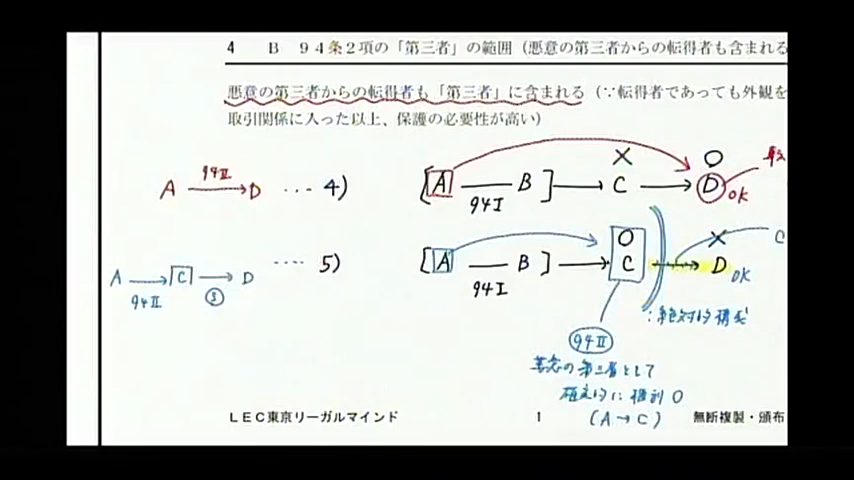 4 B 94条2項の「第三者」の範囲（悪意の第三者からの転得者も含まれる
悪意の第三者からの転得者も「第三者」に含まれる（∵転得者であっても外観を
取引関係に入った以上、保護の必要性が高い）
× ○
A 94Ⅱ D … 4) [A 94Ⅰ B] C D OK
○ × C
A 94Ⅱ C ③ D … 5) [A 94Ⅰ B] C D OK
:絶対的構成
94Ⅱ
善意の第三者として
確定的に権利○
(A→C)
LEC東京リーガルマインド 1 無断複製・頒布